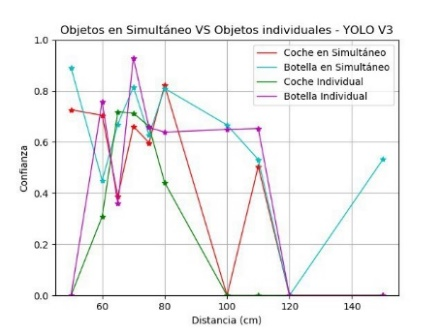 Objetos en Simultáneo VS Objetos individuales - YOLO V3
1.0
Coche en Simultáneo
Botella en Simultáneo
Coche Individual
Botella Individual
0.8
0.6
0.4
0.2
0.0
Confianza
60
80
100
120
140
Distancia (cm)